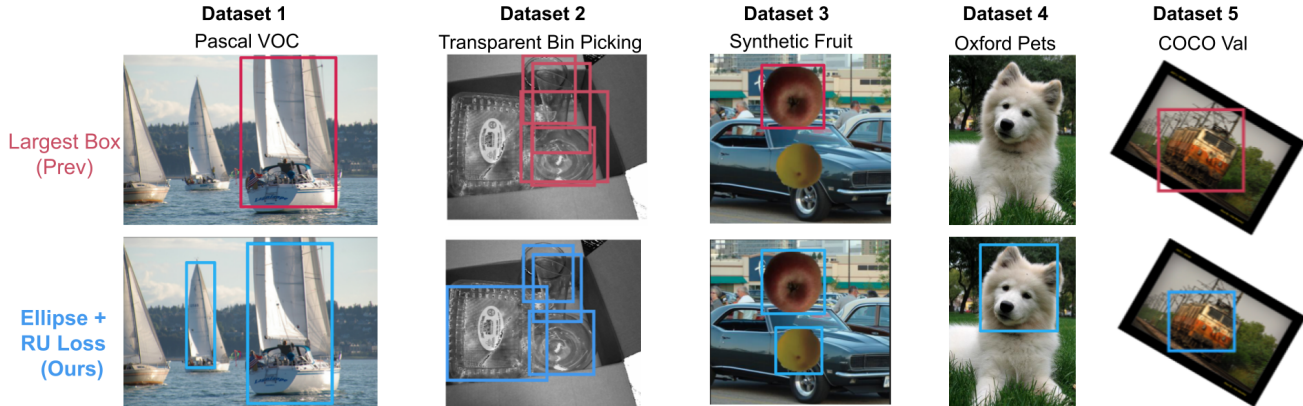 Dataset 1
Dataset 2
Dataset 3
Dataset 4
Dataset 5
Pascal VOC
Transparent Bin Picking
Synthetic Fruit
Oxford Pets
COCO Val
Largest Box
(Prev)
Ellipse +
RU Loss
(Ours)